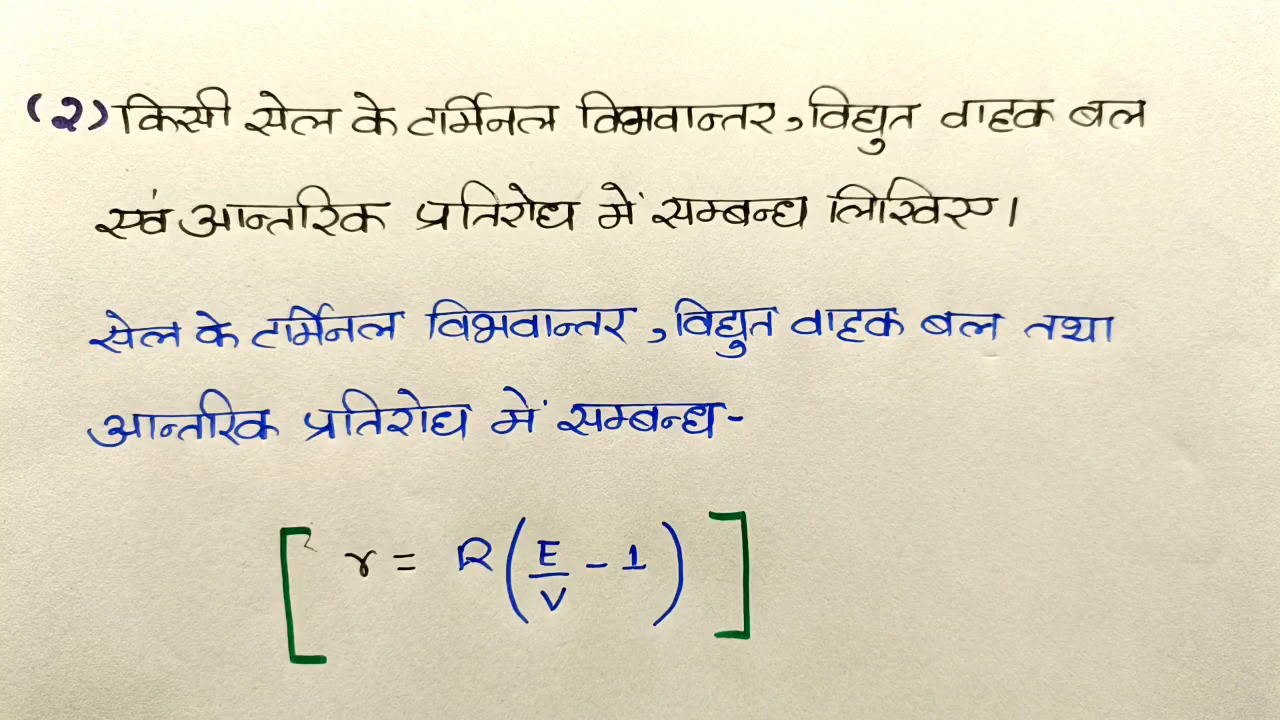 (२) किसी सेल के टर्मिनल विभवान्तर, विद्युत वाहक बल
एवं आन्तरिक प्रतिरोध में सम्बन्ध लिखिए।
सेल के टर्मिनल विभवान्तर, विद्युत वाहक बल तथा
आन्तरिक प्रतिरोध में सम्बन्ध-
[ r = R(E/V - 1) ]